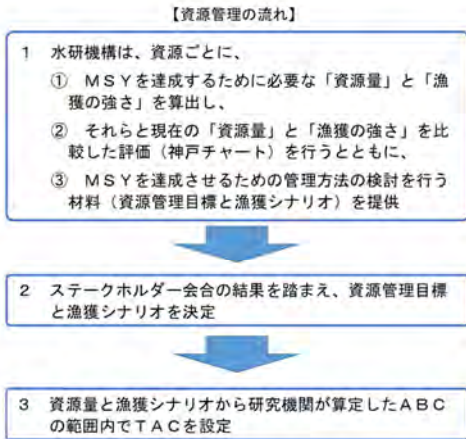 【資源管理の流れ】
1 水研機構は、資源ごとに、
① ＭＳＹを達成するために必要な「資源量」と「漁
獲の強さ」を算出し、
② それらと現在の「資源量」と「漁獲の強さ」を比
較した評価（神戸チャート）を行うとともに、
③ ＭＳＹを達成させるための管理方法の検討を行う
材料（資源管理目標と漁獲シナリオ）を提供
2 ステークホルダー会合の結果を踏まえ、資源管理目標
と漁獲シナリオを決定
3 資源量と漁獲シナリオから研究機関が算定したＡＢＣ
の範囲内でＴＡＣを設定